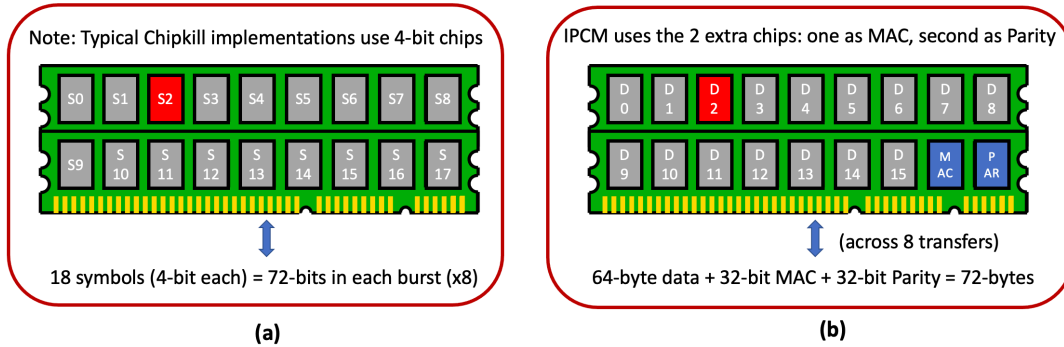 Note: Typical Chipkill implementations use 4-bit chips
S0 S1 S2 S3 S4 S5 S6 S7 S8
S9 S 10 S 11 S 12 S 13 S 14 S 15 S 16 S 17
18 symbols (4-bit each) = 72-bits in each burst (x8)
(a)
IPCM uses the 2 extra chips: one as MAC, second as Parity
D 0 D 1 D 2 D 3 D 4 D 5 D 6 D 7 D 8
D 9 D 10 D 11 D 12 D 13 D 14 D 15 M AC P AR
(across 8 transfers)
64-byte data + 32-bit MAC + 32-bit Parity = 72-bytes
(b)